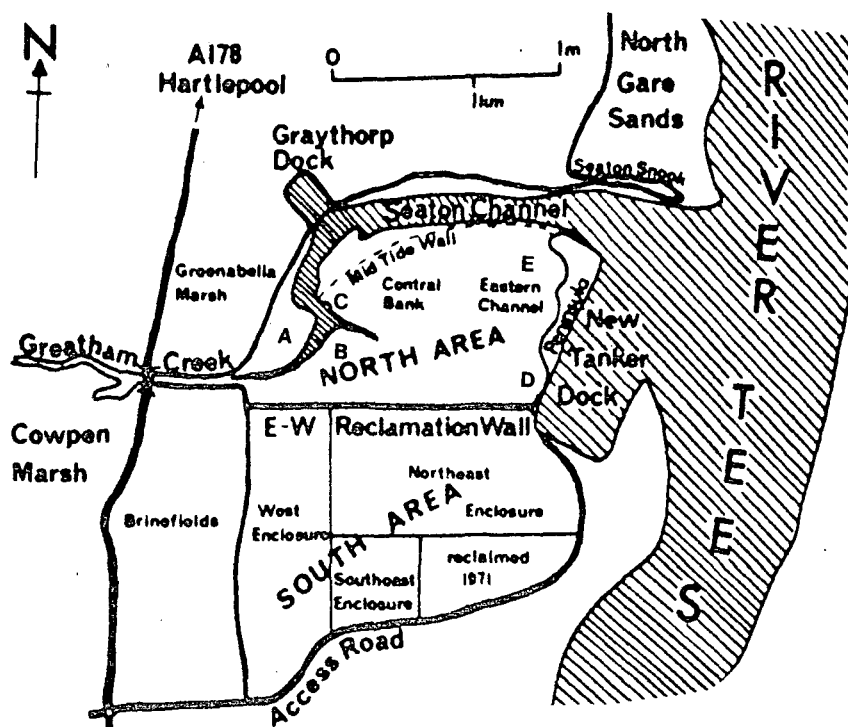 N
A178
Hartlepool
0
1m
1km
North
Gare
Sands
Seaton Snook
RIVER TEES
Graythorp
Dock
Seaton Channel
Mid Tide Wall
Greenabella
Marsh
Central
Bank
E
Eastern
Channel
C
A
B
D
NORTH AREA
Peninsula
New
Tanker
Dock
Greatham
Creek
Cowpen
Marsh
E-W Reclamation Wall
Brinefields
West
Enclosure
Northeast
Enclosure
SOUTH AREA
Southeast
Enclosure
reclaimed
1971
Access Road